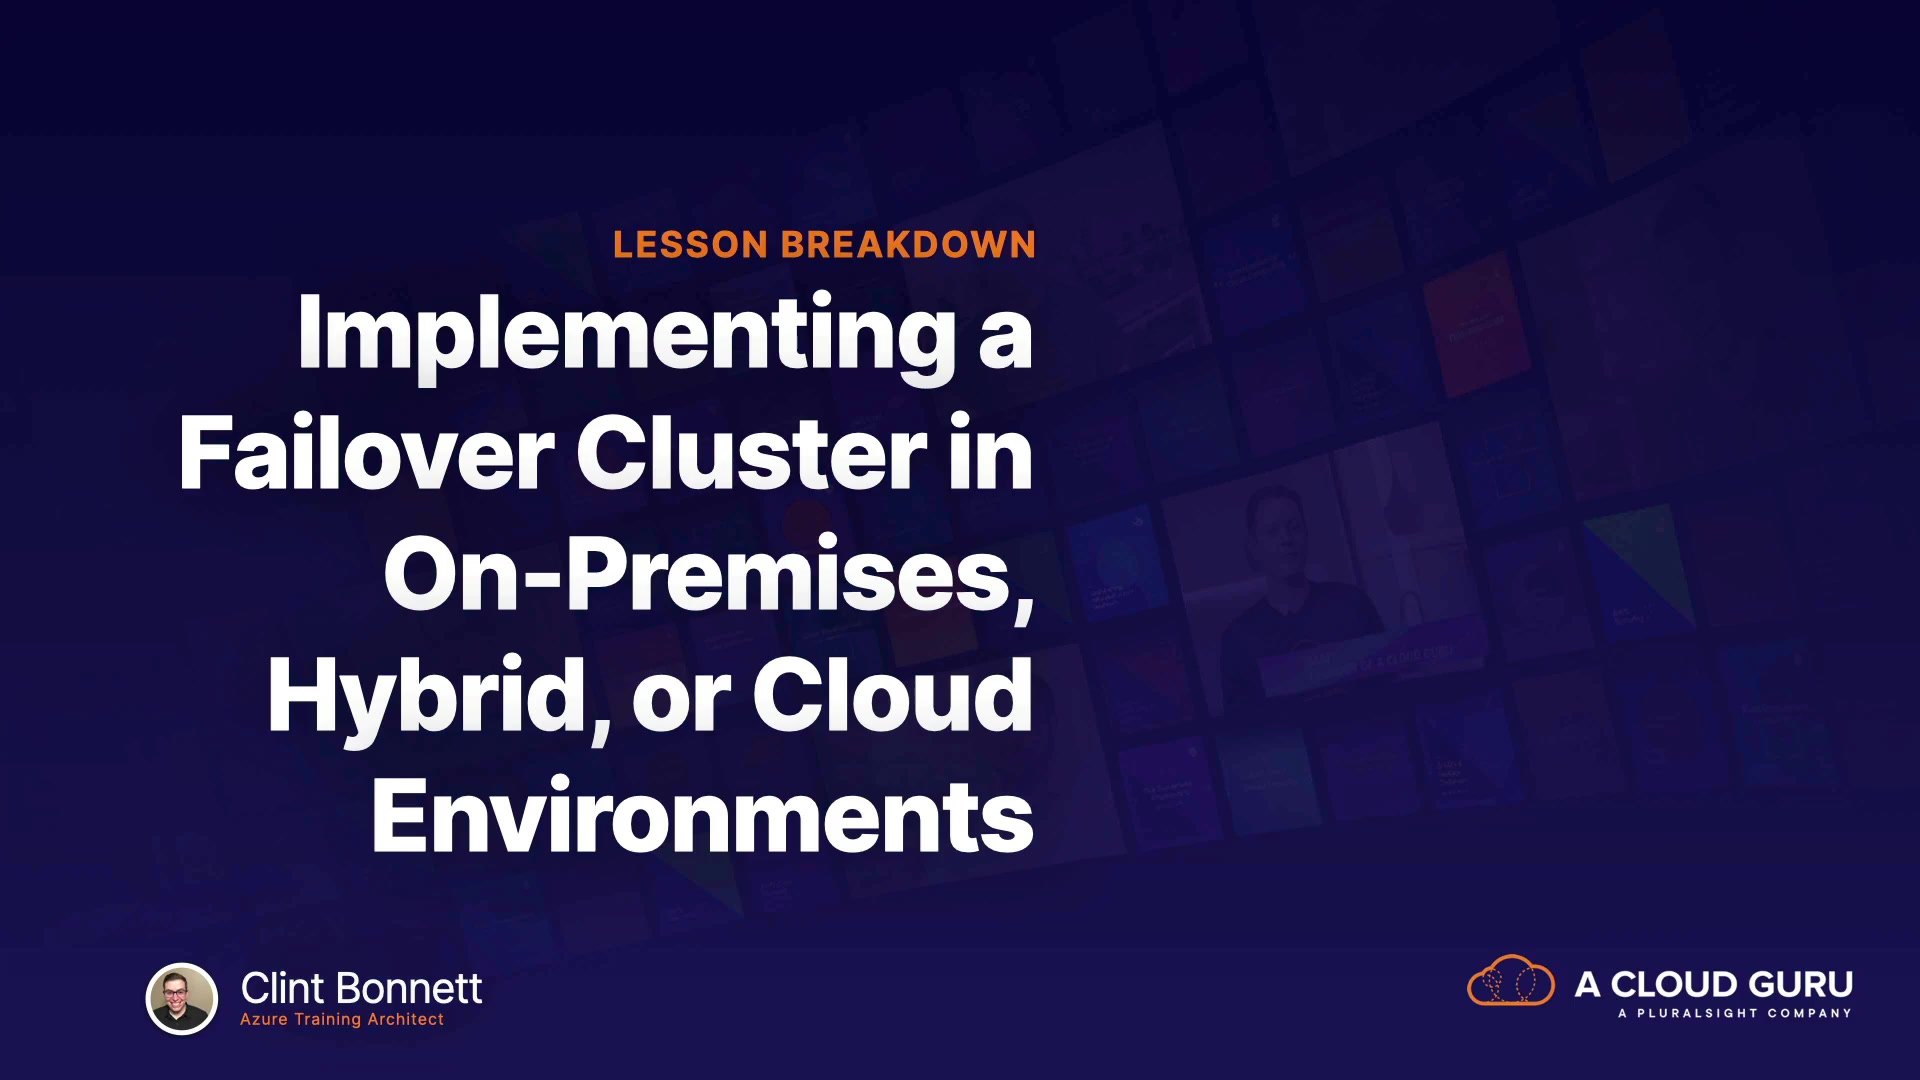 LESSON BREAKDOWN
Implementing a
Failover Cluster in
On-Premises,
Hybrid, or Cloud
Environments
Clint Bonnett
Azure Training Architect
A CLOUD GURU
A PLURALSIGHT COMPANY